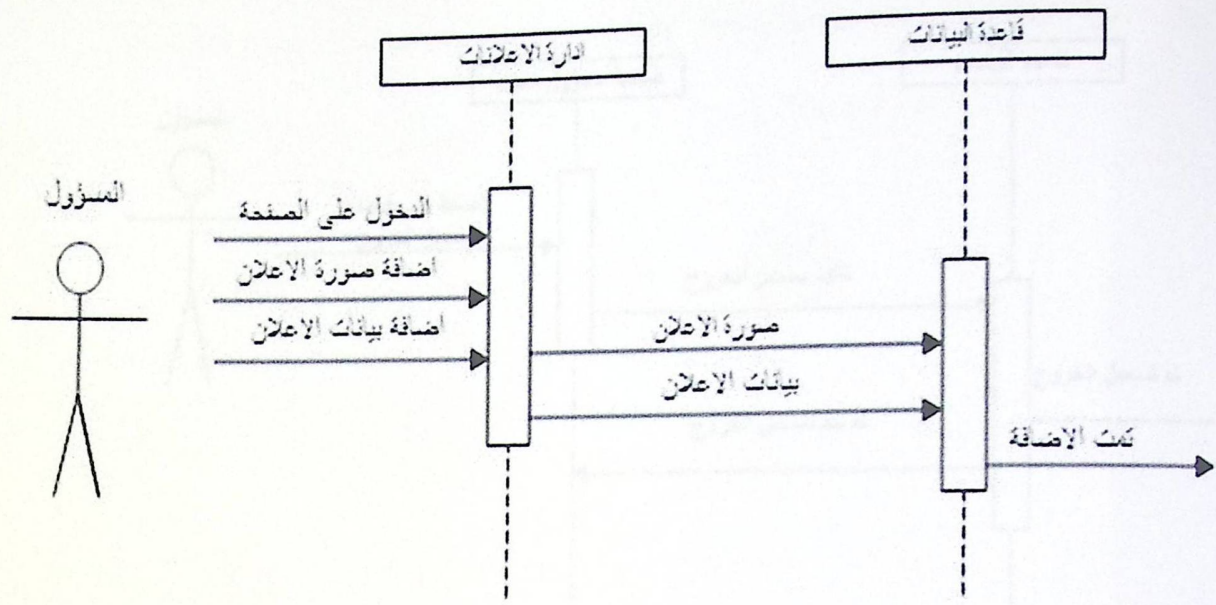 ادارة الاعلانات
قاعدة البيانات
المسؤول
الدخول على الصفحة
اضافة صورة الاعلان
اضافة بيانات الاعلان
صورة الاعلان
بيانات الاعلان
تمت الاضافة